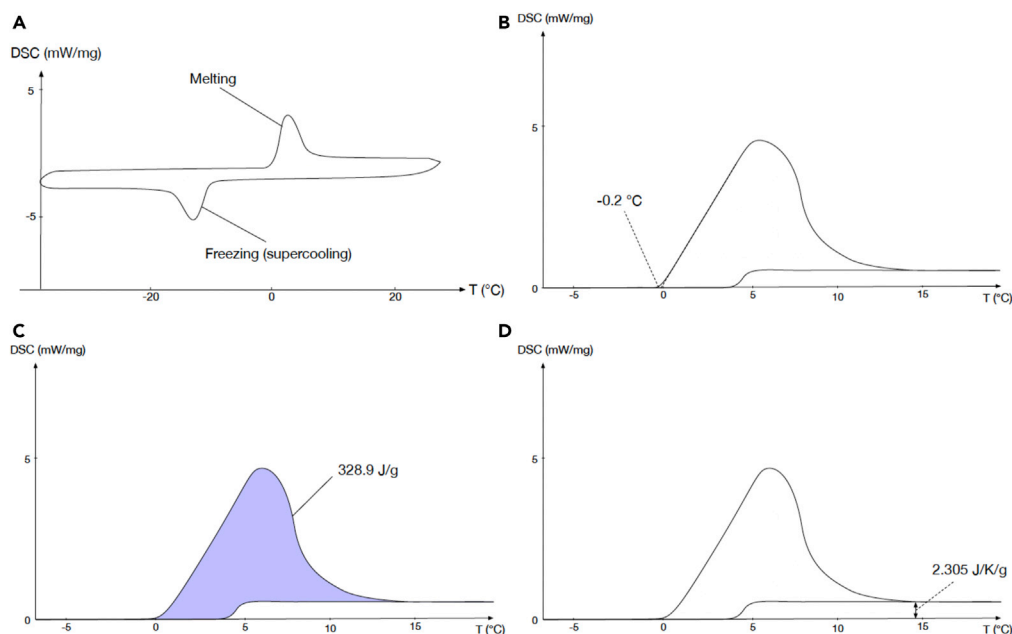 A
DSC (mW/mg)
5
Melting
-5
Freezing (supercooling)
-20
0
20
T (°C)
B
DSC (mW/mg)
5
-0.2 °C
0
-5
0
5
10
15
T (°C)
C
DSC (mW/mg)
5
328.9 J/g
0
-5
0
5
10
15
T (°C)
D
DSC (mW/mg)
5
2.305 J/K/g
0
-5
0
5
10
15
T (°C)